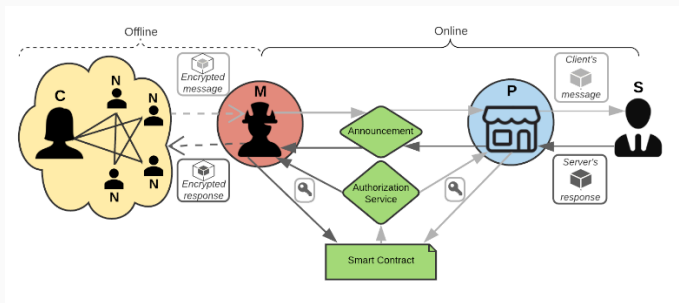 Offline
Online
Encrypted
message
Client's
message
C
N
N
N
N
M
P
S
Announcement
Encrypted
response
Authorization
Service
Server's
response
Smart Contract